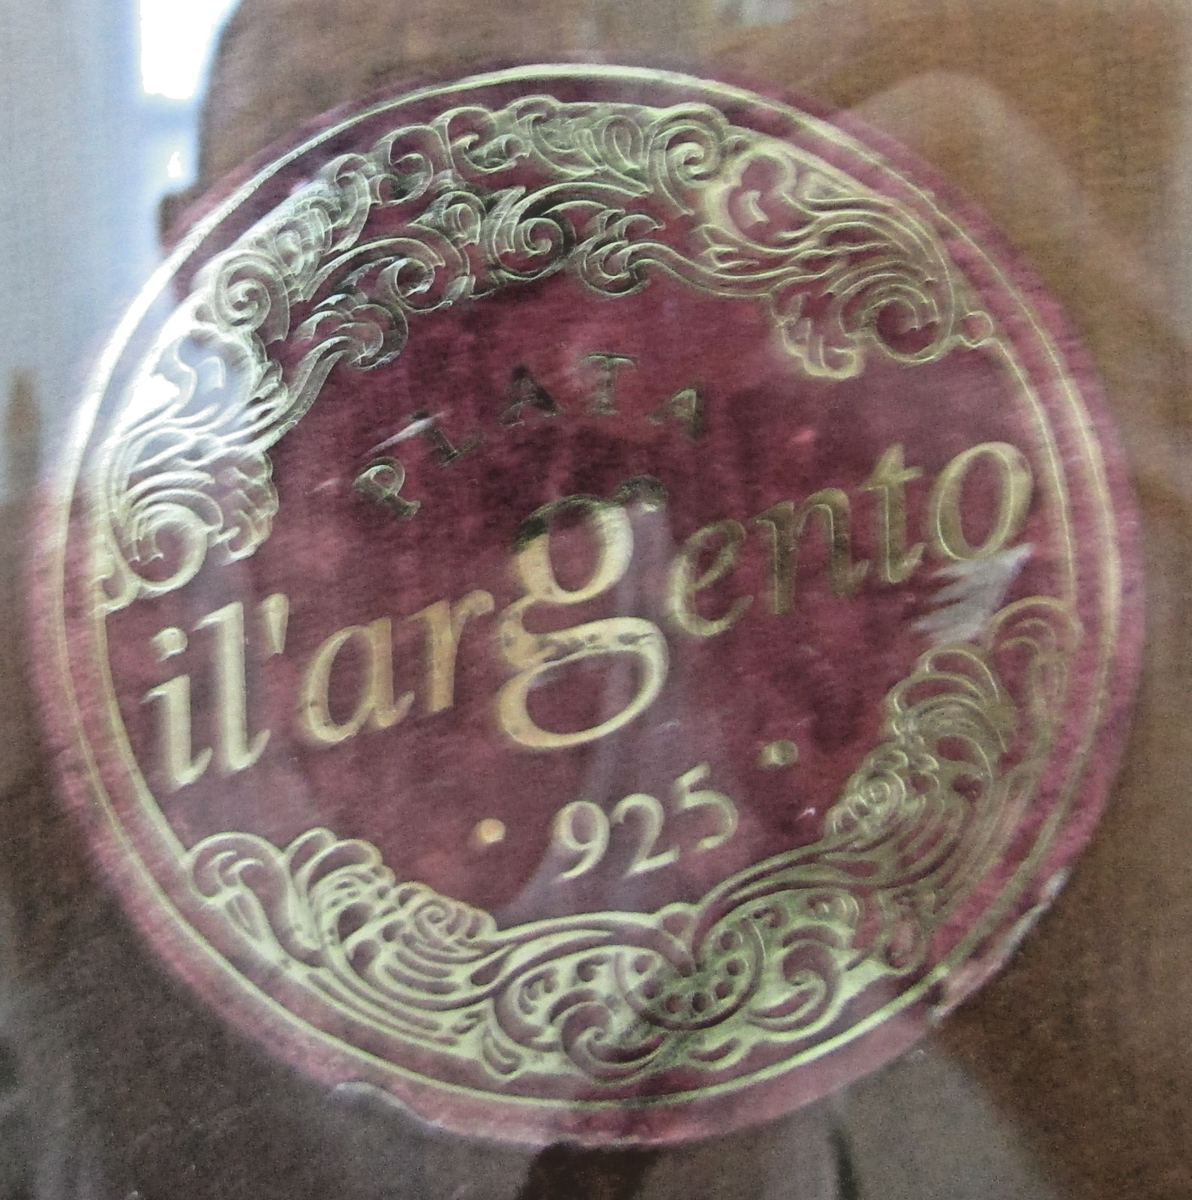 PLATA
il'argento
• 925 •